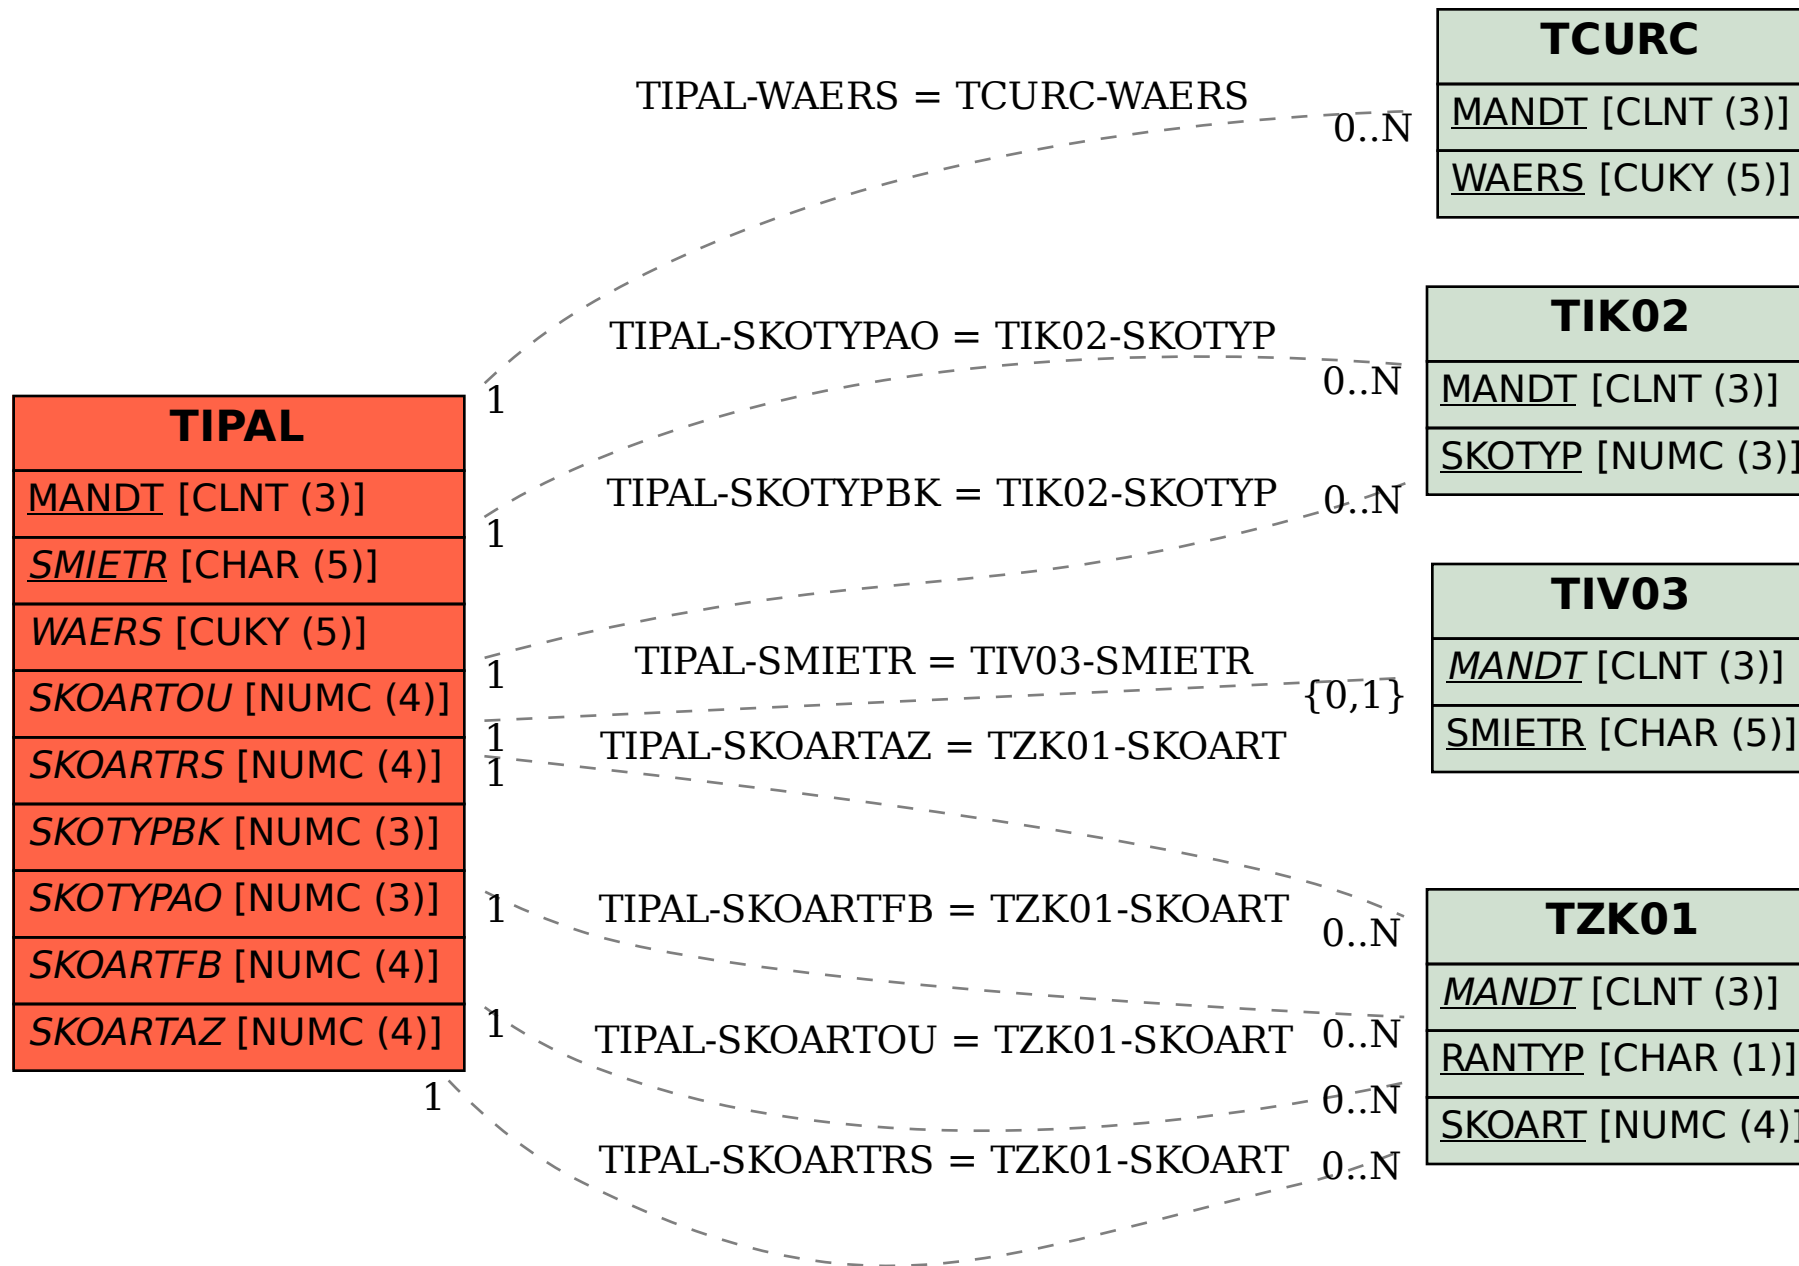 TIPAL
MANDT [CLNT (3)]
SMIETR [CHAR (5)]
WAERS [CUKY (5)]
SKOARTOU [NUMC (4)]
SKOARTRS [NUMC (4)]
SKOTYPBK [NUMC (3)]
SKOTYPAO [NUMC (3)]
SKOARTFB [NUMC (4)]
SKOARTAZ [NUMC (4)]
TIPAL-WAERS = TCURC-WAERS
0..N
1
TIPAL-SKOTYPAO = TIK02-SKOTYP
0..N
1
TIPAL-SKOTYPBK = TIK02-SKOTYP
0..N
1
TIPAL-SMIETR = TIV03-SMIETR
{0,1}
1
TIPAL-SKOARTAZ = TZK01-SKOART
1
0..N
TIPAL-SKOARTFB = TZK01-SKOART
1
0..N
TIPAL-SKOARTOU = TZK01-SKOART
1
0..N
TIPAL-SKOARTRS = TZK01-SKOART
1
0..N
TCURC
MANDT [CLNT (3)]
WAERS [CUKY (5)]
TIK02
MANDT [CLNT (3)]
SKOTYP [NUMC (3)]
TIV03
MANDT [CLNT (3)]
SMIETR [CHAR (5)]
TZK01
MANDT [CLNT (3)]
RANTYP [CHAR (1)]
SKOART [NUMC (4)]